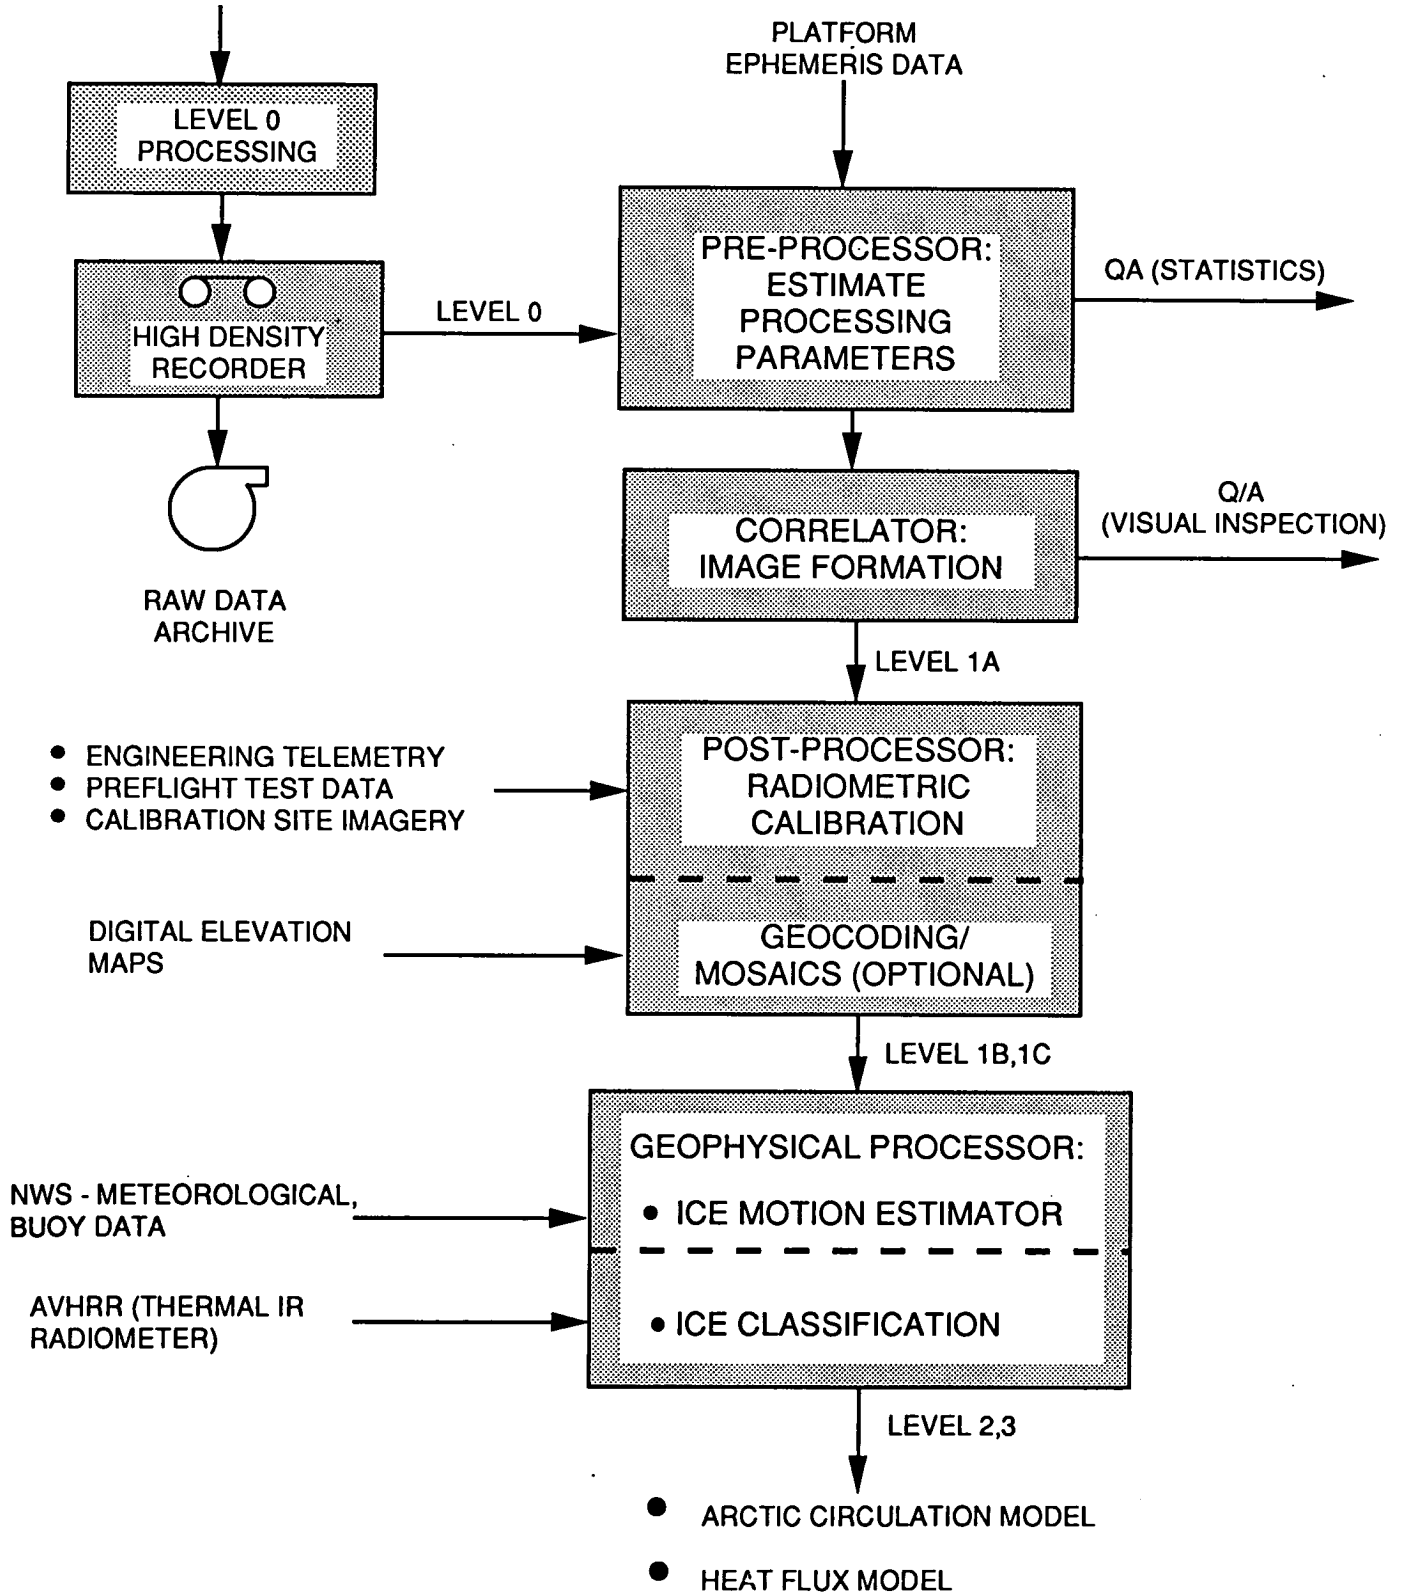 PLATFORM
EPHEMERIS DATA
LEVEL 0
PROCESSING
PRE-PROCESSOR:
ESTIMATE
PROCESSING
PARAMETERS
QA (STATISTICS)
LEVEL 0
HIGH DENSITY
RECORDER
Q/A
(VISUAL INSPECTION)
CORRELATOR:
IMAGE FORMATION
RAW DATA
ARCHIVE
LEVEL 1A
• ENGINEERING TELEMETRY
• PREFLIGHT TEST DATA
• CALIBRATION SITE IMAGERY
POST-PROCESSOR:
RADIOMETRIC
CALIBRATION
DIGITAL ELEVATION
MAPS
GEOCODING/
MOSAICS (OPTIONAL)
LEVEL 1B,1C
GEOPHYSICAL PROCESSOR:
NWS - METEOROLOGICAL,
BUOY DATA
• ICE MOTION ESTIMATOR
AVHRR (THERMAL IR
RADIOMETER)
• ICE CLASSIFICATION
LEVEL 2,3
• ARCTIC CIRCULATION MODEL
• HEAT FLUX MODEL